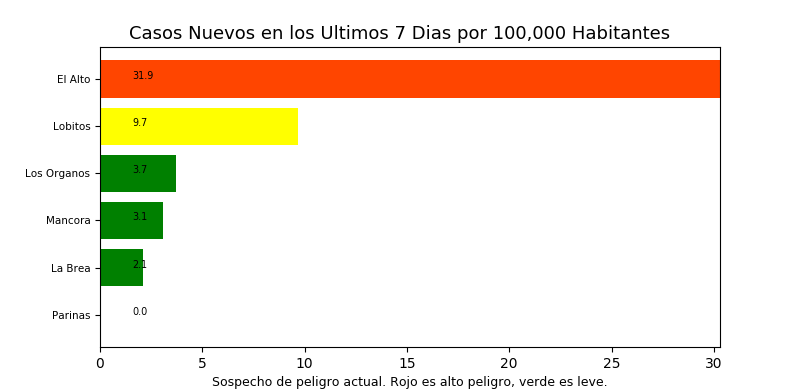 Casos Nuevos en los Ultimos 7 Dias por 100,000 Habitantes
El Alto 31.9
Lobitos 9.7
Los Organos 3.7
Mancora 3.1
La Brea 2.1
Parinas 0.0
0 5 10 15 20 25 30
Sospecho de peligro actual. Rojo es alto peligro, verde es leve.